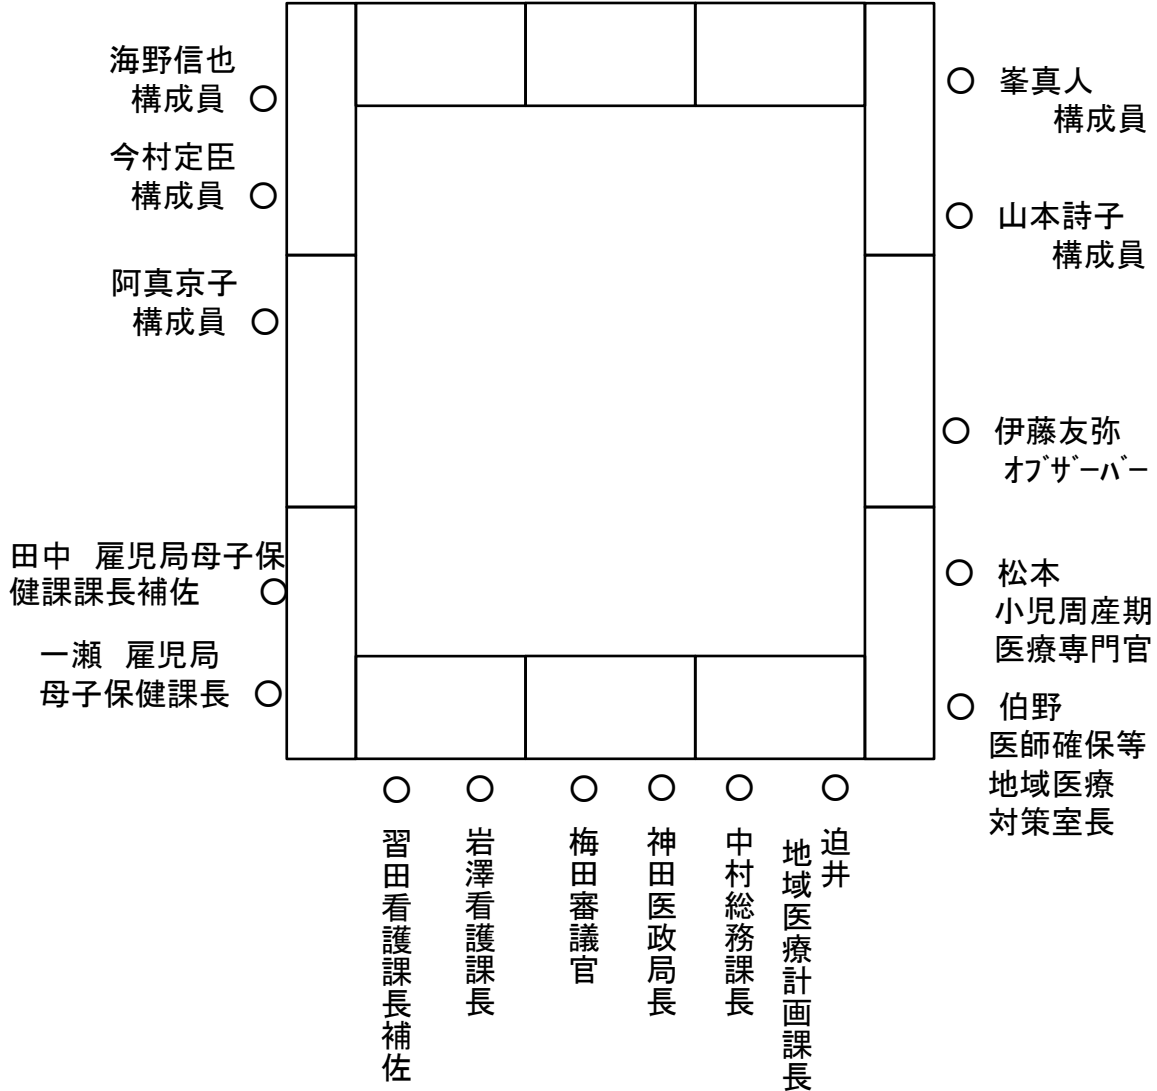 海野信也
構成員 ○
今村定臣
構成員 ○
阿真京子
構成員 ○
田中 雇児局母子保
健課課長補佐 ○
一瀬 雇児局
母子保健課長 ○
○ 峯真人
構成員
○ 山本詩子
構成員
○ 伊藤友弥
ｵﾌﾞｻﾞｰﾊﾞｰ
○ 松本
小児周産期
医療専門官
○ 伯野
医師確保等
地域医療
対策室長
○ 習田看護課長補佐
○ 岩澤看護課長
○ 梅田審議官
○ 神田医政局長
○ 中村総務課長
○ 迫井
地域医療計画課長